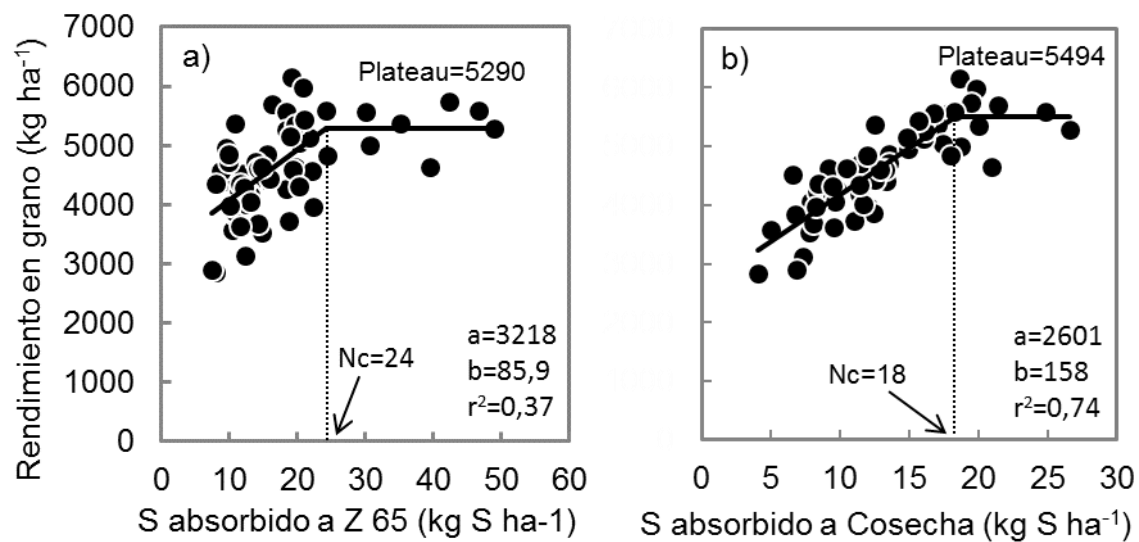 Rendimiento en grano (kg ha⁻¹)
7000
6000
5000
4000
3000
2000
1000
0
a)
Plateau=5290
Nc=24
a=3218
b=85,9
r²=0,37
0 10 20 30 40 50 60
S absorbido a Z 65 (kg S ha-1)
b)
Plateau=5494
Nc=18
a=2601
b=158
r²=0,74
0 5 10 15 20 25 30
S absorbido a Cosecha (kg S ha⁻¹)